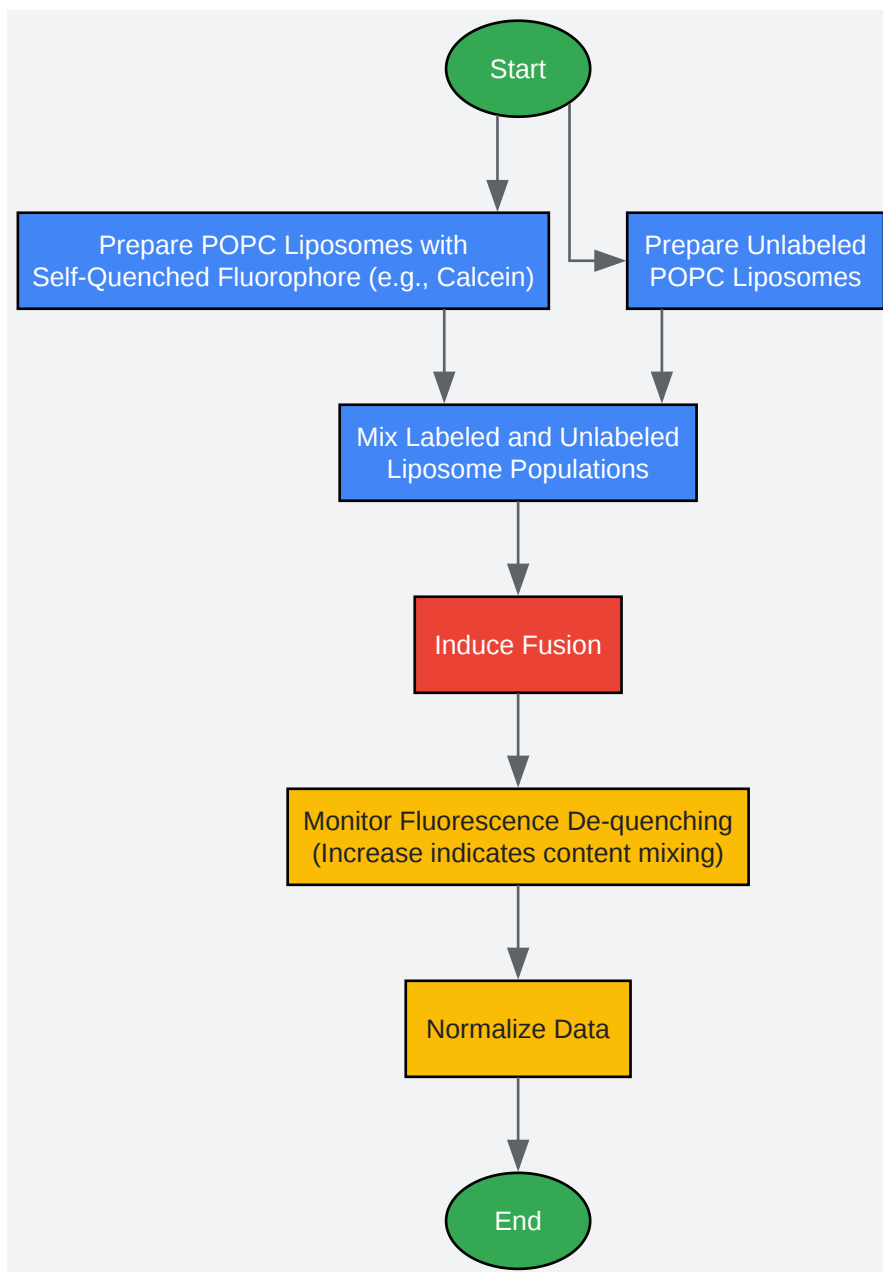 Start
Prepare POPC Liposomes with
Self-Quenched Fluorophore (e.g., Calcein)
Prepare Unlabeled
POPC Liposomes
Mix Labeled and Unlabeled
Liposome Populations
Induce Fusion
Monitor Fluorescence De-quenching
(Increase indicates content mixing)
Normalize Data
End